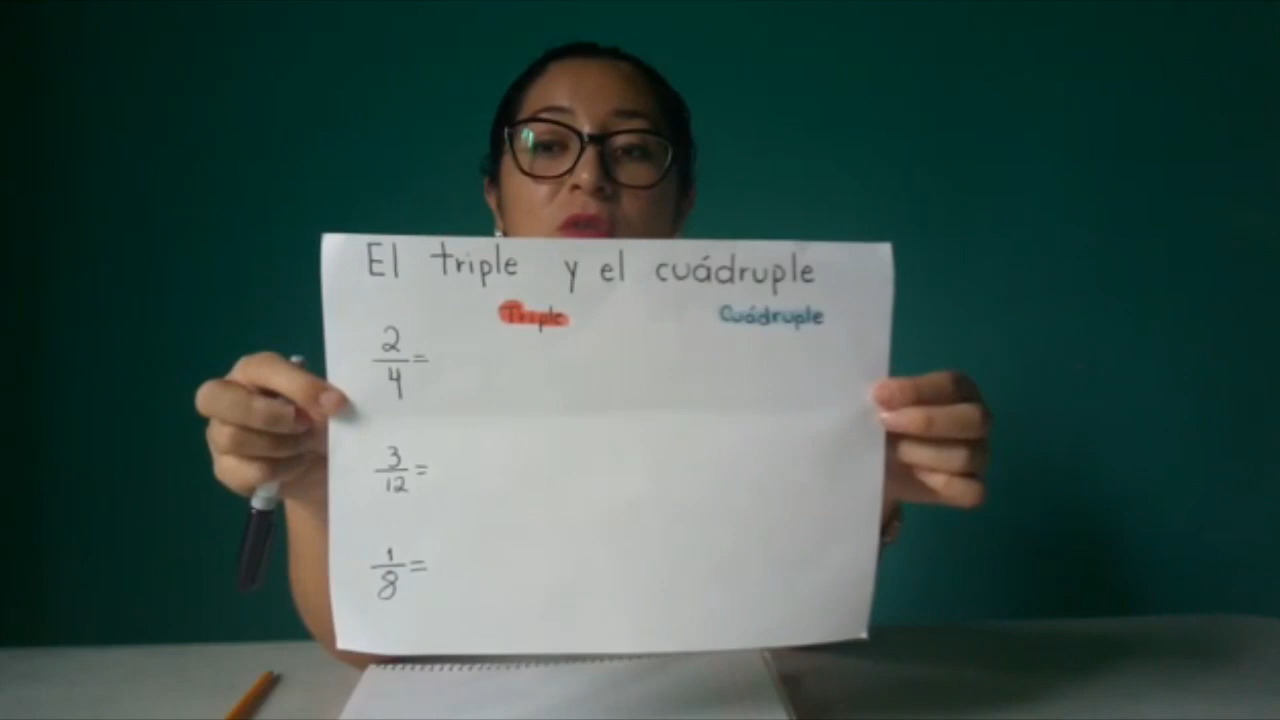 El triple y el cuádruple
Triple Cuádruple
2/4 =
3/12 =
1/8 =